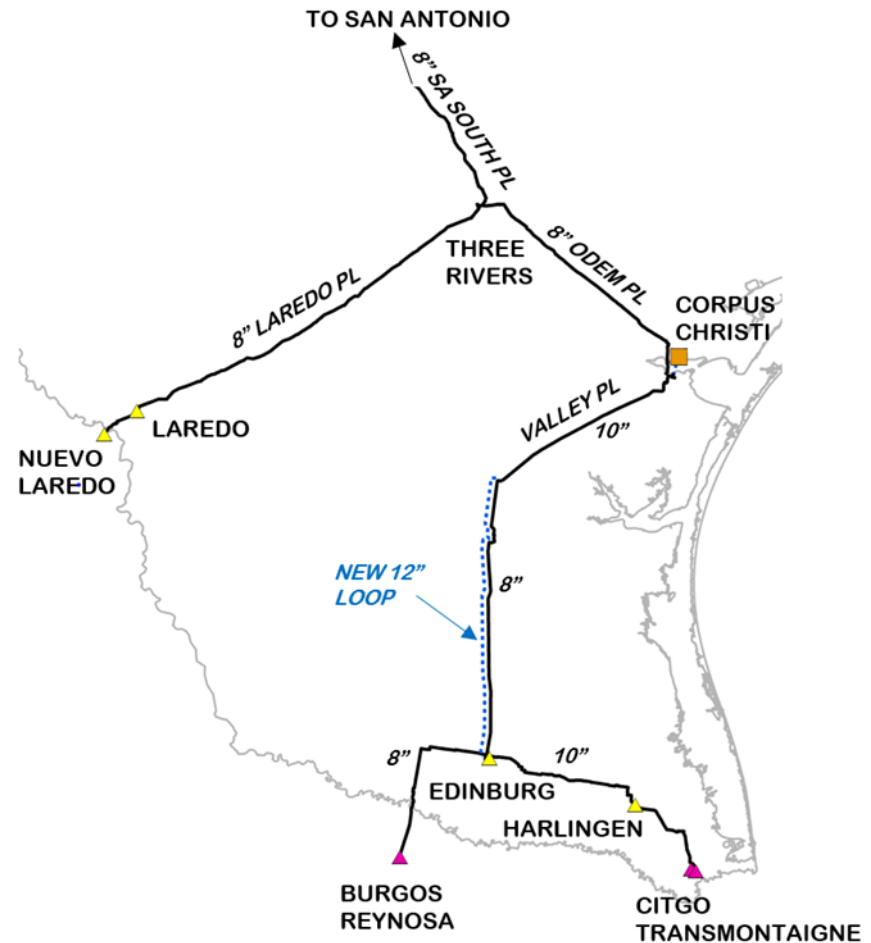 TO SAN ANTONIO
8” SA SOUTH PL
THREE
RIVERS
8” ODEM PL
8” LAREDO PL
CORPUS
CHRISTI
VALLEY PL
10”
LAREDO
NUEVO
LAREDO
NEW 12”
LOOP
8”
8”
10”
EDINBURG
HARLINGEN
BURGOS
REYNOSA
CITGO
TRANSMONTAIGNE